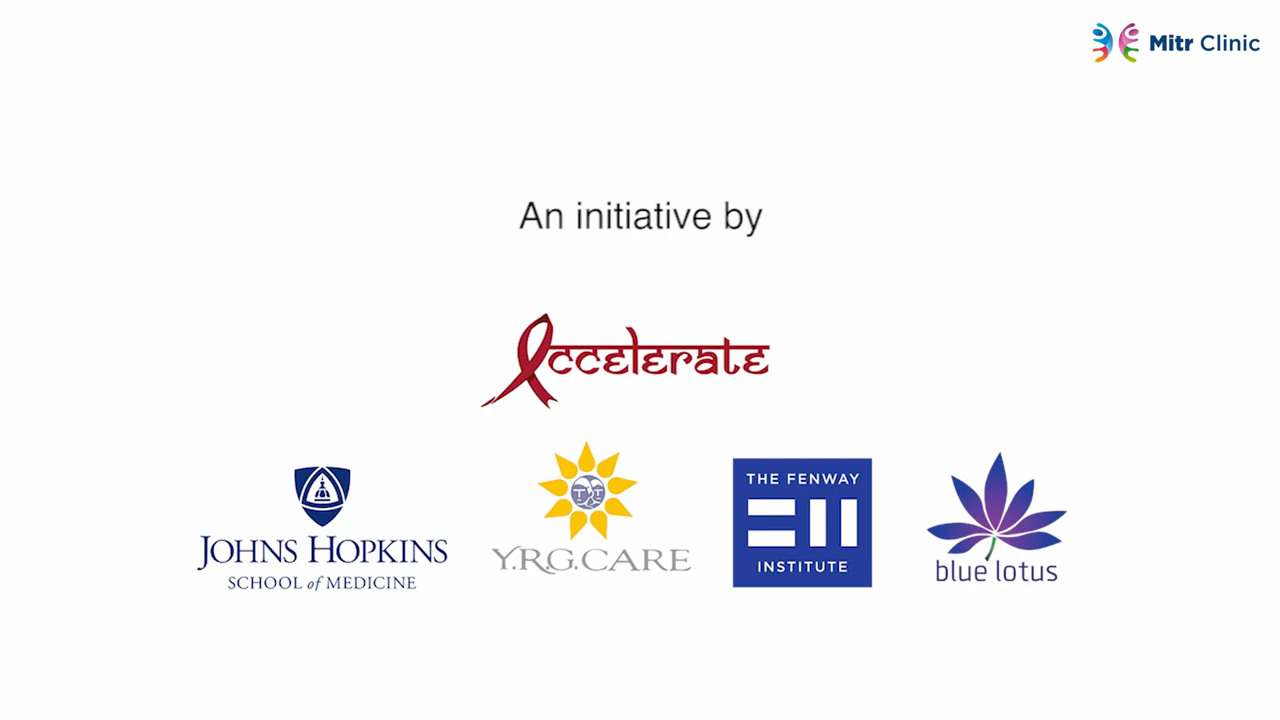 Mitr Clinic
An initiative by
Accelerate
JOHNS HOPKINS
SCHOOL of MEDICINE
Y.R.G.CARE
THE FENWAY
INSTITUTE
blue lotus